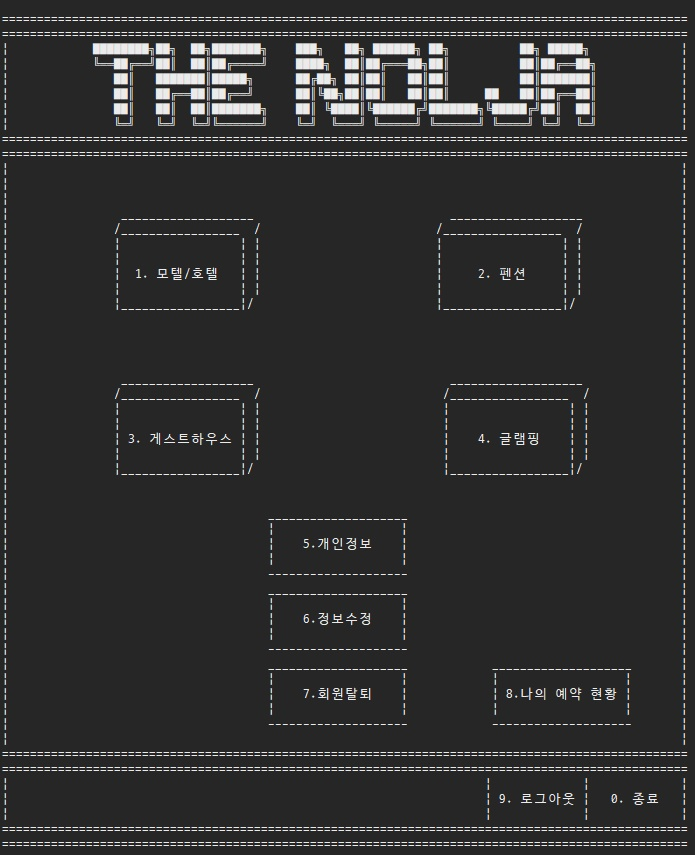 THE NOLJA
1. 모텔/호텔
2. 펜션
3. 게스트하우스
4. 글램핑
5.개인정보
6.정보수정
7.회원탈퇴
8.나의 예약 현황
9. 로그아웃
0. 종료